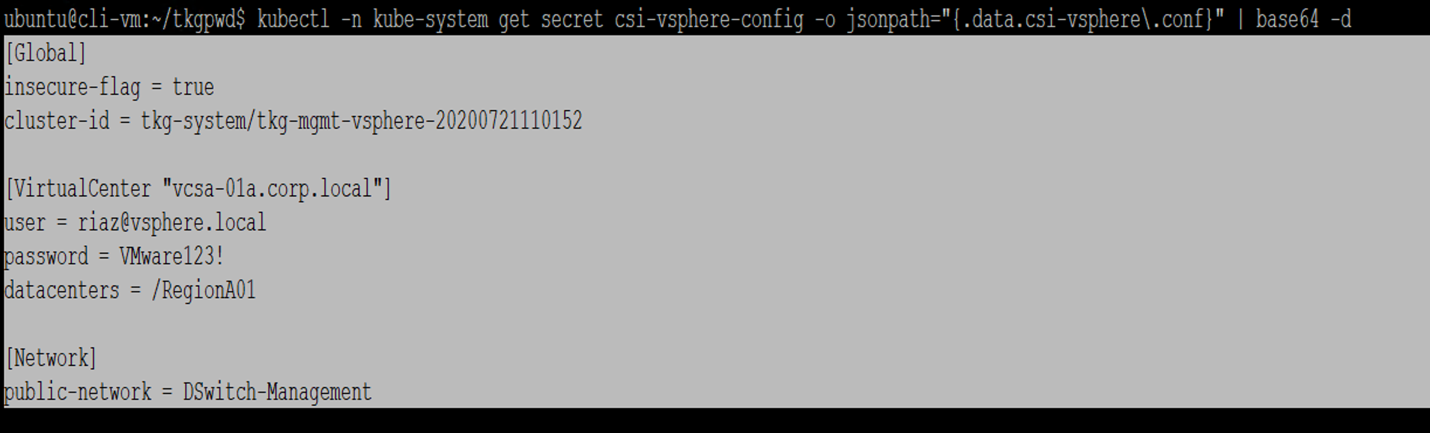 ubuntu@cli-vm:~/tkgpwd$ kubectl -n kube-system get secret csi-vsphere-config -o jsonpath="{.data.csi-vsphere\.conf}" | base64 -d
[Global]
insecure-flag = true
cluster-id = tkg-system/tkg-mgmt-vsphere-20200721110152
[VirtualCenter "vcsa-01a.corp.local"]
user = riaz@vsphere.local
password = VMware123!
datacenters = /RegionA01
[Network]
public-network = DSwitch-Management